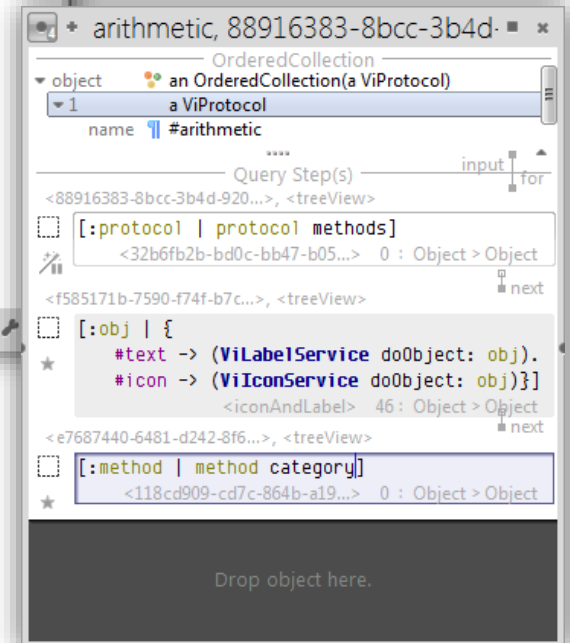 4 + arithmetic, 88916383-8bcc-3b4d-
OrderedCollection
object an OrderedCollection(a ViProtocol)
1 a ViProtocol
name ¶ #arithmetic
Query Step(s) input for
<88916383-8bcc-3b4d-920...>, <treeView>
[:protocol | protocol methods]
<32b6fb2b-bd0c-bb47-b05...> 0 : Object > Object
next
<f585171b-7590-f74f-b7c...>, <treeView>
[:obj | {
#text -> (ViLabelService doObject: obj).
#icon -> (ViIconService doObject: obj)}]
<iconAndLabel> 46 : Object > Object
next
<e7687440-6481-d242-8f6...>, <treeView>
[:method | method category]
<118cd909-cd7c-864b-a19...> 0 : Object > Object
Drop object here.